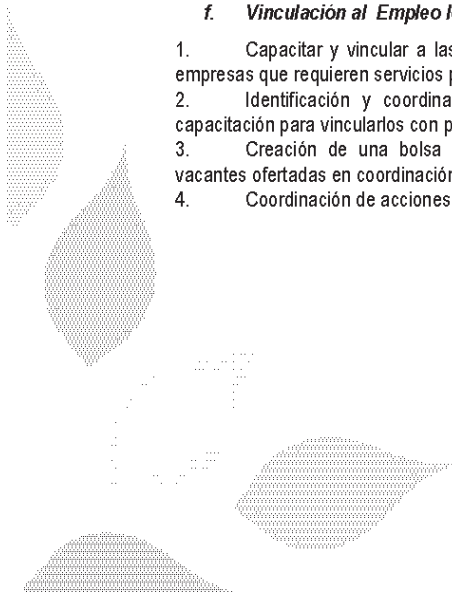 f. Vinculación al Empleo
1. Capacitar y vincular a las
empresas que requieren servicios
2. Identificación y
capacitación para vincularlos con
3. Creación de una bolsa
vacantes ofertadas en coordinación
4. Coordinación de acciones